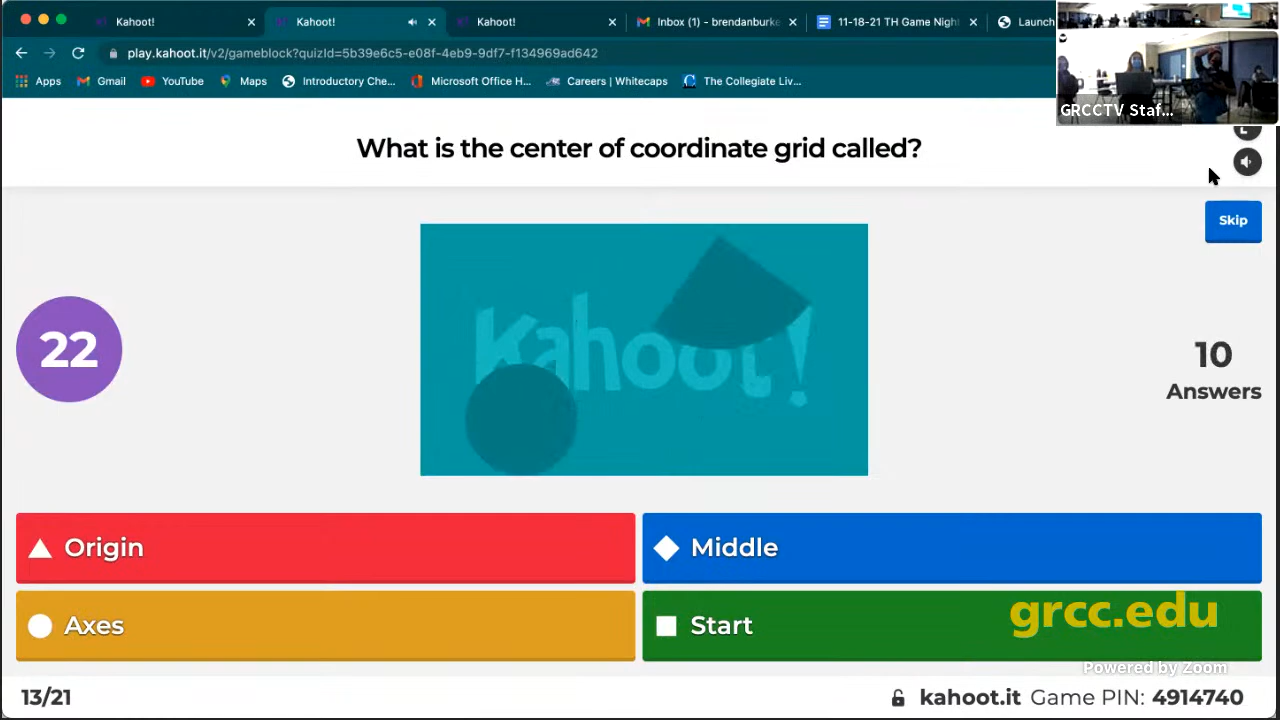 Kahoot!
Kahoot!
Kahoot!
Inbox (1) - brendanburke
11-18-21 TH Game Night
Launch
play.kahoot.it/v2/gameblock?quizId=5b39e6c5-e08f-4eb9-9df7-f134969ad642
Apps
Gmail
YouTube
Maps
Introductory Che...
Microsoft Office H...
Careers | Whitecaps
The Collegiate Liv...
GRCCTV Staf...
What is the center of coordinate grid called?
Skip
Kahoot!
22
10
Answers
Origin
Middle
Axes
Start
grcc.edu
Powered by Zoom
13/21
kahoot.it Game PIN: 4914740